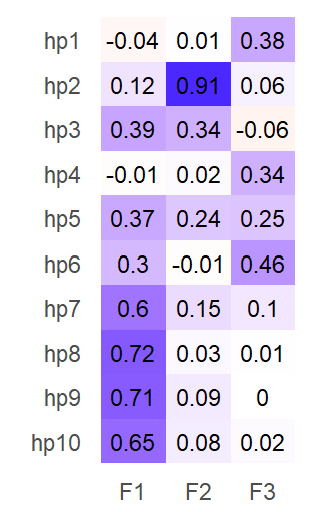 hp1 -0.04 0.01 0.38
hp2 0.12 0.91 0.06
hp3 0.39 0.34 -0.06
hp4 -0.01 0.02 0.34
hp5 0.37 0.24 0.25
hp6 0.3 -0.01 0.46
hp7 0.6 0.15 0.1
hp8 0.72 0.03 0.01
hp9 0.71 0.09 0
hp10 0.65 0.08 0.02
F1 F2 F3